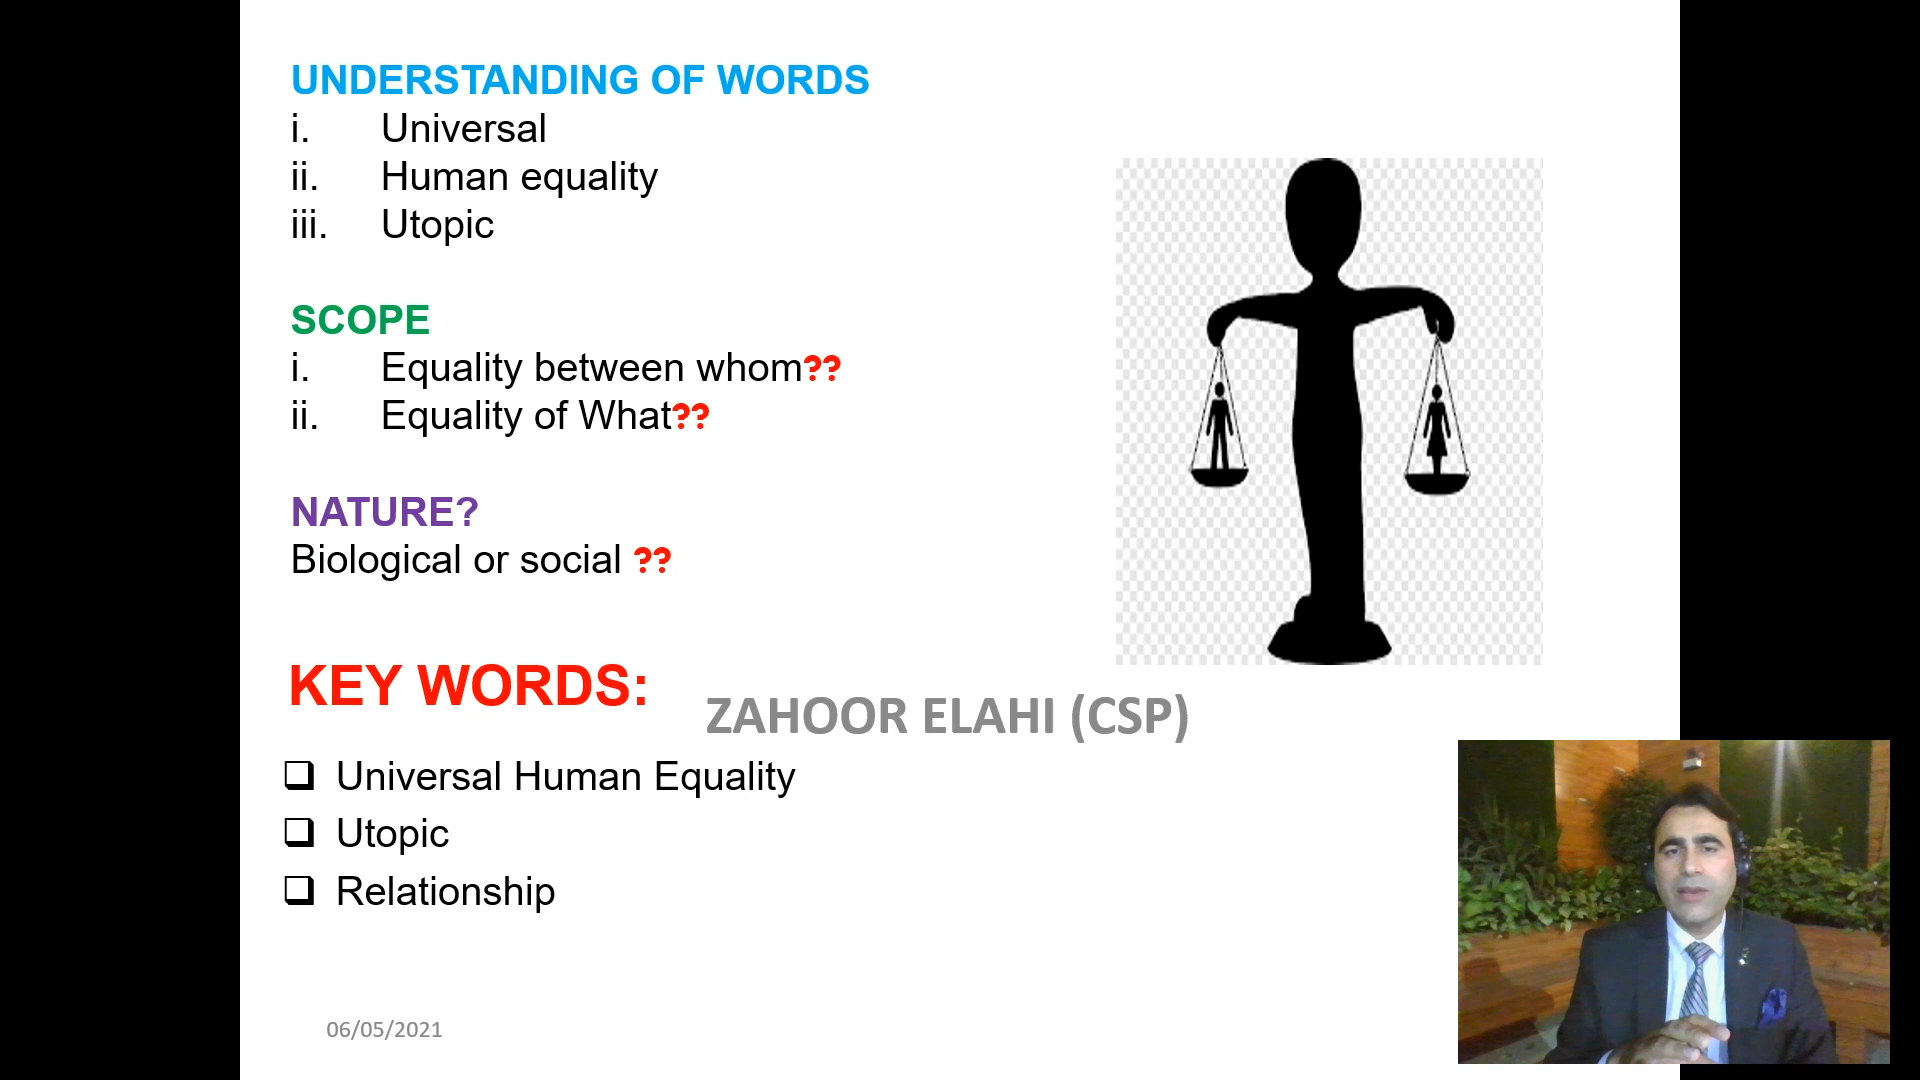 UNDERSTANDING OF WORDS
i. Universal
ii. Human equality
iii. Utopic
SCOPE
i. Equality between whom??
ii. Equality of What??
NATURE?
Biological or social ??
KEY WORDS:
ZAHOOR ELAHI (CSP)
❑ Universal Human Equality
❑ Utopic
❑ Relationship
06/05/2021